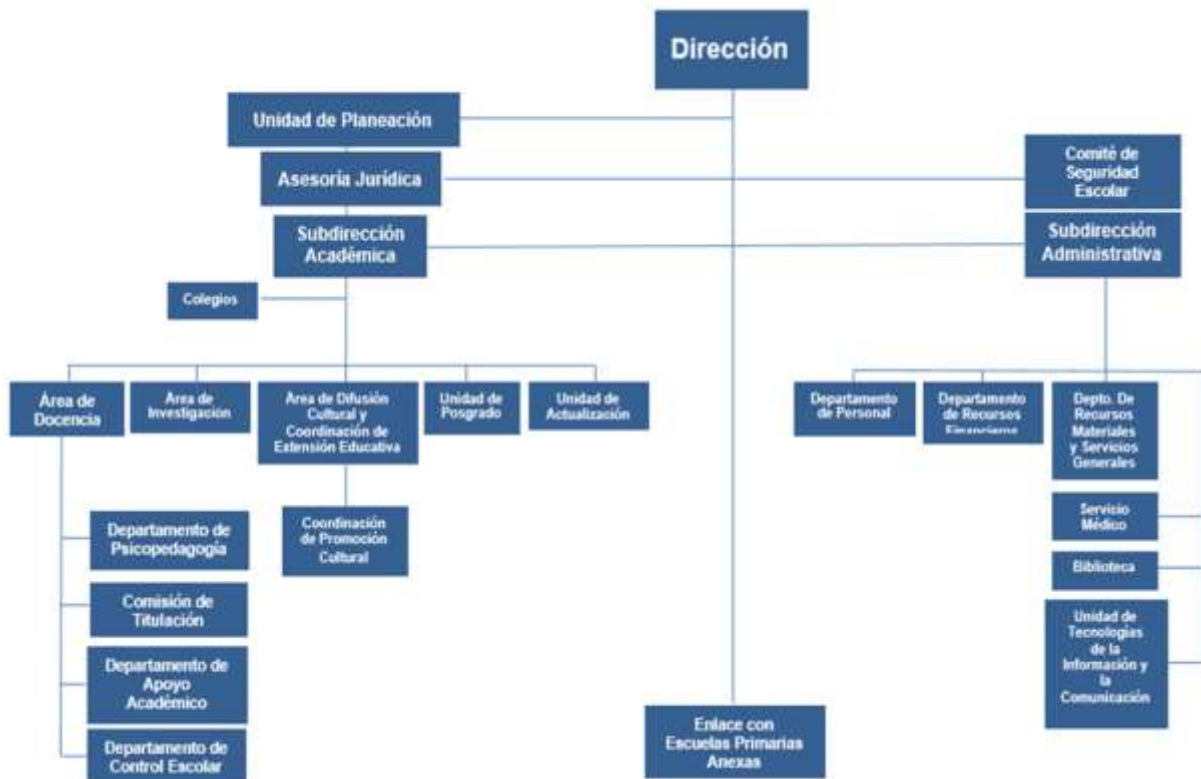 Dirección
Unidad de Planeación
Asesoría Jurídica
Comité de
Seguridad
Escolar
Subdirección
Académica
Subdirección
Administrativa
Colegios
Área de
Docencia
Área de
Investigación
Área de Difusión
Cultural y
Coordinación de
Extensión Educativa
Unidad de
Posgrado
Unidad de
Actualización
Departamento
de Personal
Departamento
de Recursos
Financieros
Depto. De
Recursos
Materiales
y Servicios
Generales
Departamento de
Psicopedagogía
Coordinación
de Promoción
Cultural
Servicio
Médico
Biblioteca
Comisión de
Titulación
Unidad de
Tecnologías
de la
Información y
la
Comunicación
Departamento de
Apoyo
Académico
Departamento de
Control Escolar
Enlace con
Escuelas Primarias
Anexas